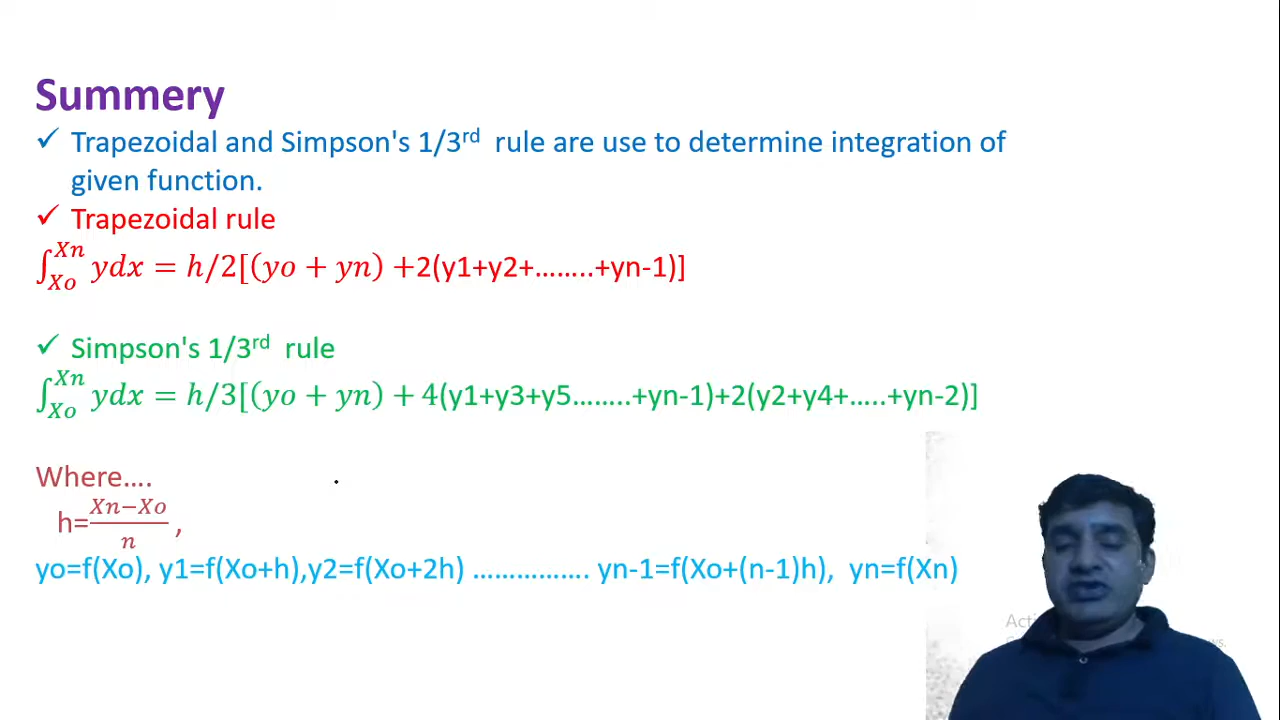 Summery
✓ Trapezoidal and Simpson's 1/3rd rule are use to determine integration of
given function.
✓ Trapezoidal rule
∫_{Xo}^{Xn} ydx = h/2[(yo + yn) +2(y1+y2+……..+yn-1)]
✓ Simpson's 1/3rd rule
∫_{Xo}^{Xn} ydx = h/3[(yo + yn) + 4(y1+y3+y5……..+yn-1)+2(y2+y4+…..+yn-2)]
Where….
h=\frac{Xn−Xo}{n} ,
yo=f(Xo), y1=f(Xo+h),y2=f(Xo+2h) ……………. yn-1=f(Xo+(n-1)h), yn=f(Xn)